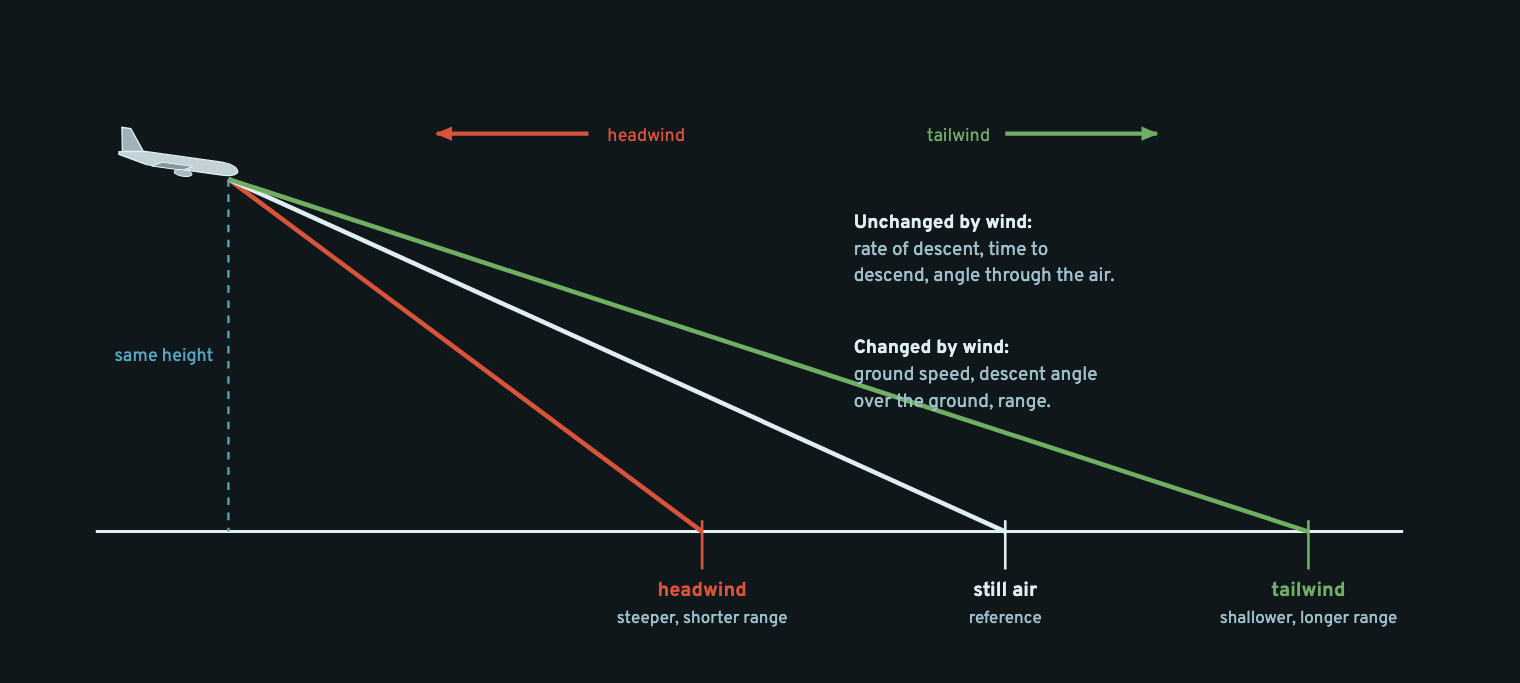 headwind
tailwind
Unchanged by wind:
rate of descent, time to
descend, angle through the air.
same height
Changed by wind:
ground speed, descent angle
over the ground, range.
headwind
steeper, shorter range
still air
reference
tailwind
shallower, longer range